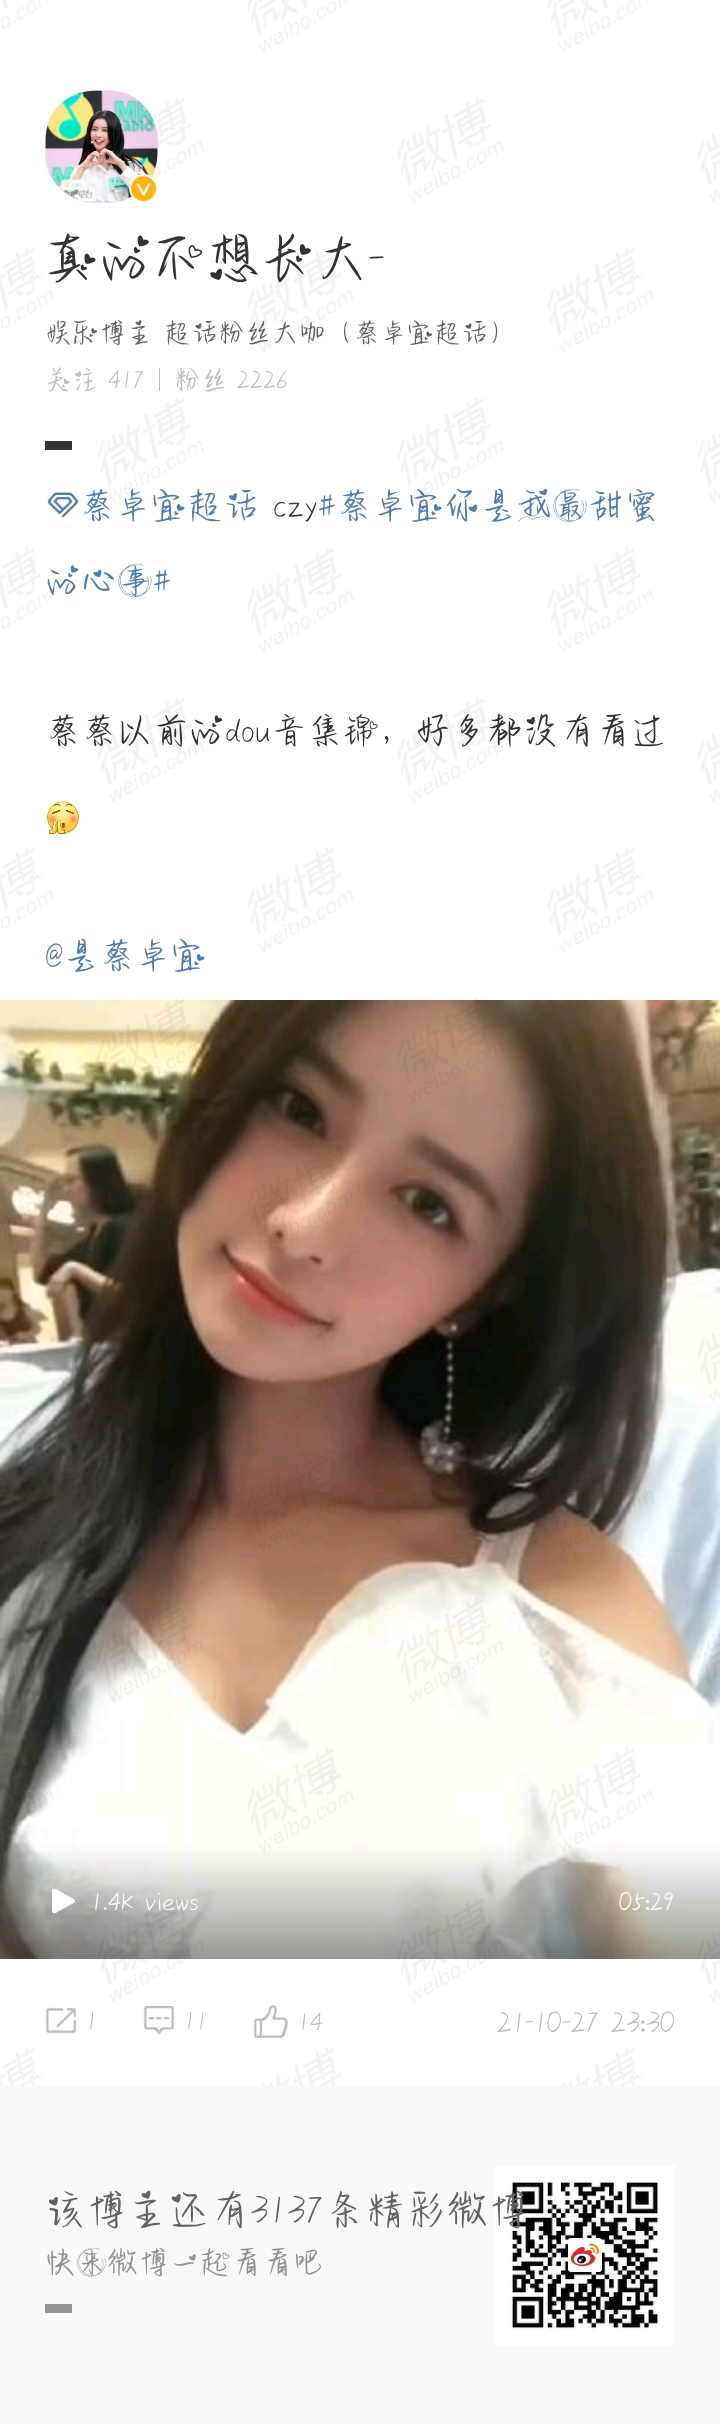 真的不想长大-
娱乐博主 超话粉丝大咖（蔡卓宜超话）
关注 417 | 粉丝 2226
蔡卓宜超话 czy#蔡卓宜你是我最甜蜜
的心事#
蔡蔡以前的dou音集锦，好多都没有看过
@是蔡卓宜
1.4K views
05:29
1
11
14
21-10-27 23:30
该博主还有3137条精彩微博
快来微博一起看看吧
微博
weibo.com